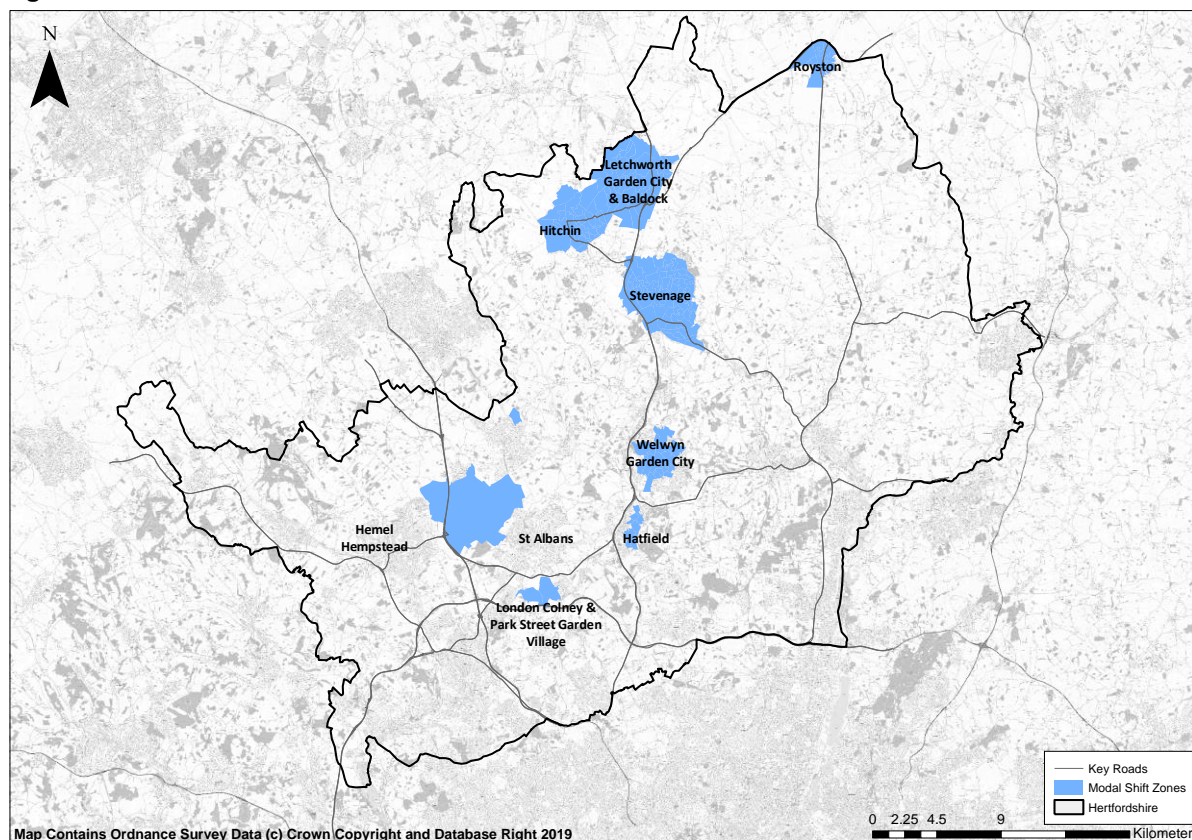 N
Royston
Letchworth
Garden City
& Baldock
Hitchin
Stevenage
Welwyn
Garden City
Hemel
Hempstead
St Albans
Hatfield
London Colney &
Park Street Garden
Village
Key Roads
Modal Shift Zones
Hertfordshire
0 2.25 4.5 9
Kilometer
Map Contains Ordnance Survey Data (c) Crown Copyright and Database Right 2019